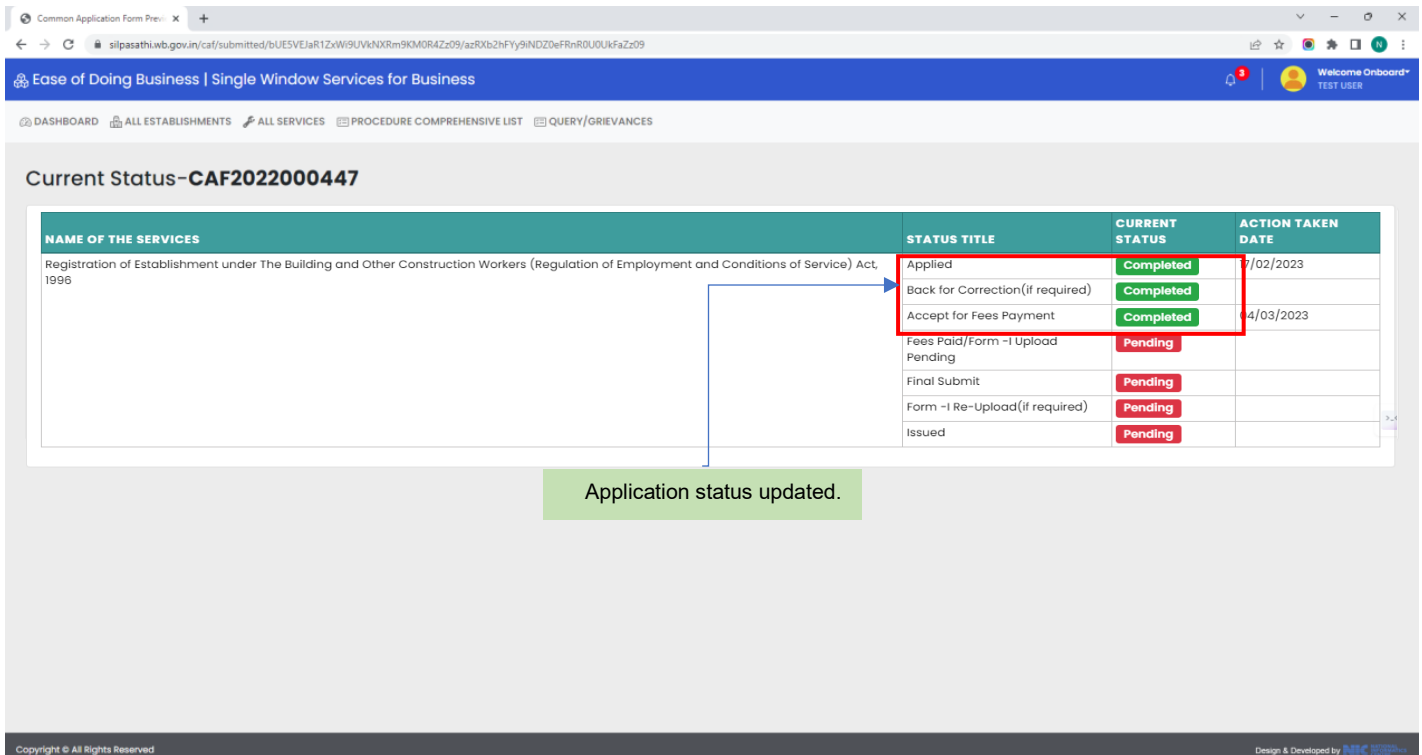 Common Application Form Previ
silpasathi.wb.gov.in/caf/submitted/bUE5VEJaR1ZxWi9UVkNXRm9KM0R4Zz09/azRXb2hFYy9iNDZ0eFRnR0U0UkFaZz09
N
Ease of Doing Business | Single Window Services for Business
3
Welcome Onboard
TEST USER
DASHBOARD ALL ESTABLISHMENTS ALL SERVICES PROCEDURE COMPREHENSIVE LIST QUERY/GRIEVANCES
Current Status-CAF2022000447
NAME OF THE SERVICES STATUS TITLE CURRENT STATUS ACTION TAKEN DATE
Registration of Establishment under The Building and Other Construction Workers (Regulation of Employment and Conditions of Service) Act,
1996
Applied Completed 17/02/2023
Back for Correction(if required) Completed
Accept for Fees Payment Completed 04/03/2023
Fees Paid/Form -I Upload
Pending
Pending
Final Submit Pending
Form -I Re-Upload(if required) Pending
Issued Pending
Application status updated.
Copyright © All Rights Reserved
Design & Developed by NIC